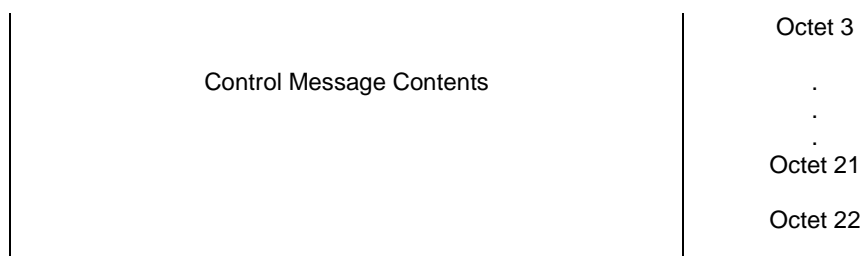 Octet 3
Control Message Contents .
.
.
Octet 21
Octet 22